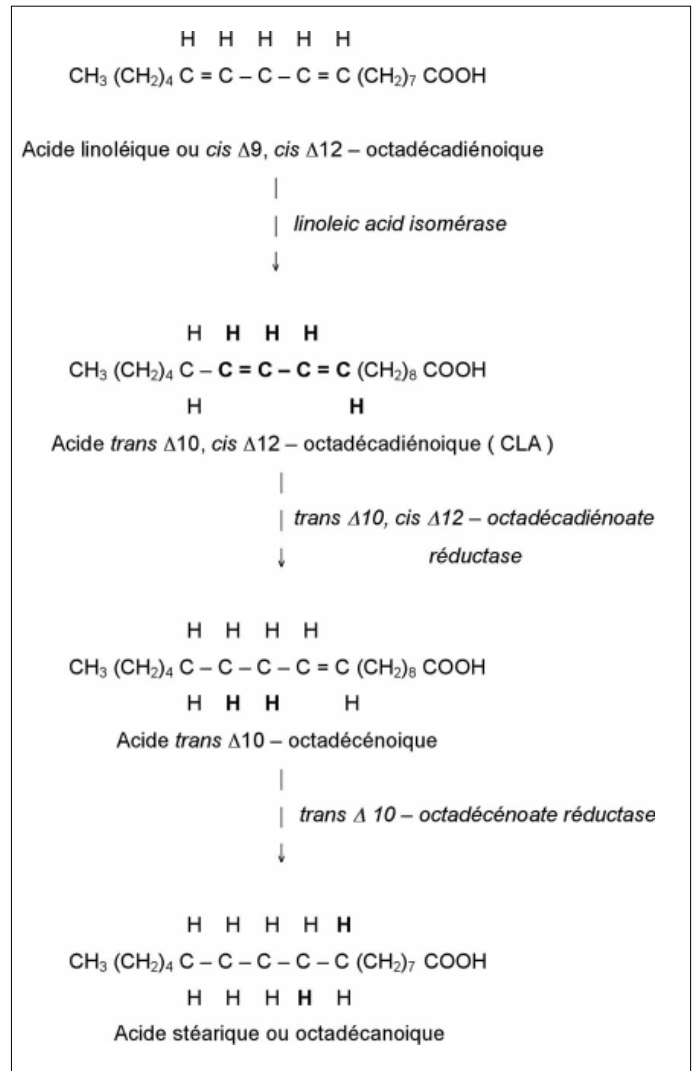 H H H H H
CH₃ (CH₂)₄ C = C – C – C = C (CH₂)₇ COOH
Acide linoléique ou cis Δ9, cis Δ12 – octadécadiénoique
|
| linoleic acid isomérase
↓
H H H H
CH₃ (CH₂)₄ C – C = C – C = C (CH₂)₈ COOH
H H
Acide trans Δ10, cis Δ12 – octadécadiénoique ( CLA )
|
| trans Δ10, cis Δ12 – octadécadiénoate
↓ réductase
H H H H
CH₃ (CH₂)₄ C – C – C – C = C (CH₂)₈ COOH
H H H H
Acide trans Δ10 – octadécénoique
|
| trans Δ 10 – octadécénoate réductase
↓
H H H H H
CH₃ (CH₂)₄ C – C – C – C – C (CH₂)₇ COOH
H H H H H
Acide stéarique ou octadécanoique